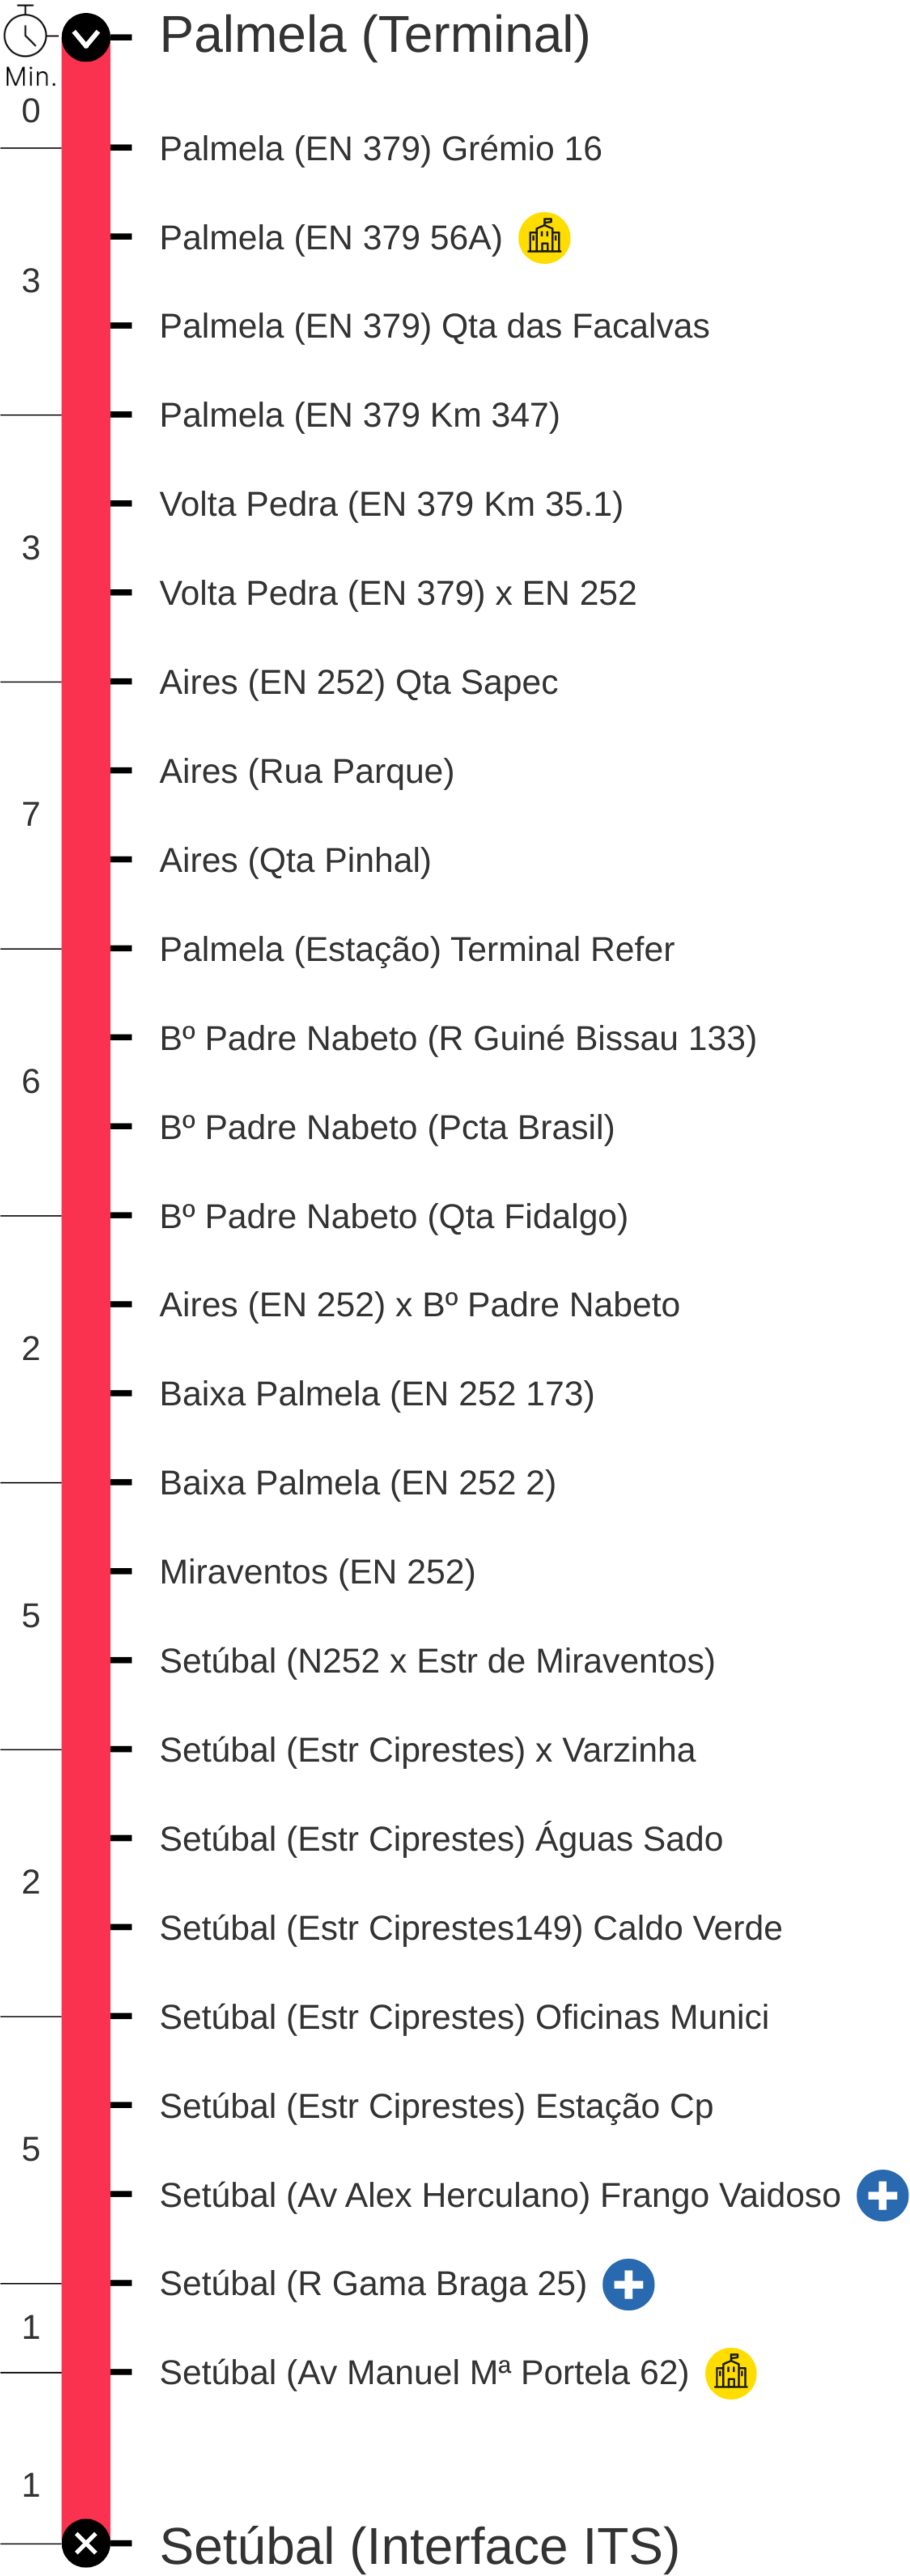 Palmela (Terminal)
Min.
0
Palmela (EN 379) Grémio 16
Palmela (EN 379 56A)
3
Palmela (EN 379) Qta das Facalvas
Palmela (EN 379 Km 347)
Volta Pedra (EN 379 Km 35.1)
3
Volta Pedra (EN 379) x EN 252
Aires (EN 252) Qta Sapec
Aires (Rua Parque)
7
Aires (Qta Pinhal)
Palmela (Estação) Terminal Refer
Bº Padre Nabeto (R Guiné Bissau 133)
6
Bº Padre Nabeto (Pcta Brasil)
Bº Padre Nabeto (Qta Fidalgo)
Aires (EN 252) x Bº Padre Nabeto
2
Baixa Palmela (EN 252 173)
Baixa Palmela (EN 252 2)
Miraventos (EN 252)
5
Setúbal (N252 x Estr de Miraventos)
Setúbal (Estr Ciprestes) x Varzinha
Setúbal (Estr Ciprestes) Águas Sado
2
Setúbal (Estr Ciprestes149) Caldo Verde
Setúbal (Estr Ciprestes) Oficinas Munici
Setúbal (Estr Ciprestes) Estação Cp
5
Setúbal (Av Alex Herculano) Frango Vaidoso
Setúbal (R Gama Braga 25)
1
Setúbal (Av Manuel Mª Portela 62)
1
Setúbal (Interface ITS)